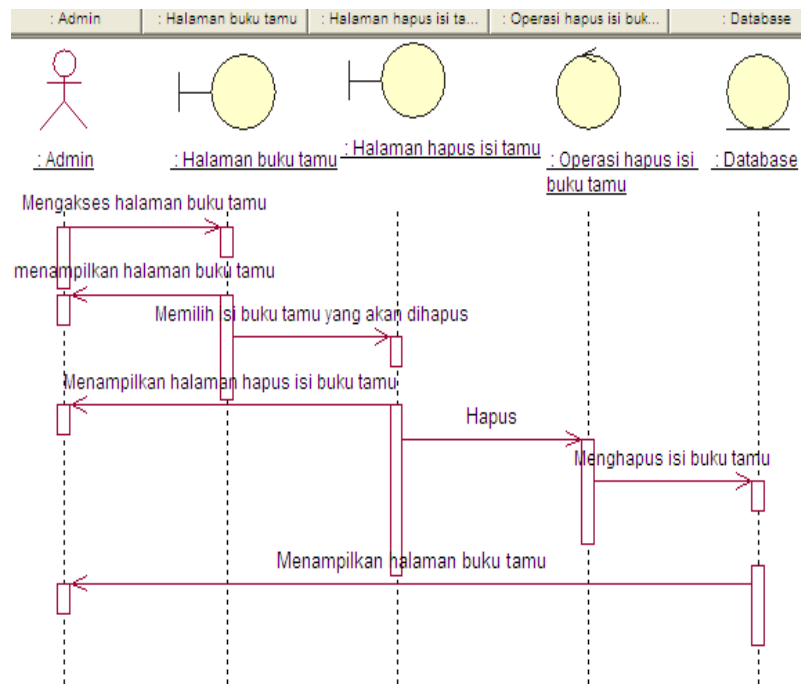 : Admin
: Halaman buku tamu
: Halaman hapus isi ta...
: Operasi hapus isi buk...
: Database
: Admin
: Halaman buku tamu
: Halaman hapus isi tamu
: Operasi hapus isi
buku tamu
: Database
Mengakses halaman buku tamu
menampilkan halaman buku tamu
Memilih isi buku tamu yang akan dihapus
Menampilkan halaman hapus isi buku tamu
Hapus
Menghapus isi buku tamu
Menampilkan halaman buku tamu